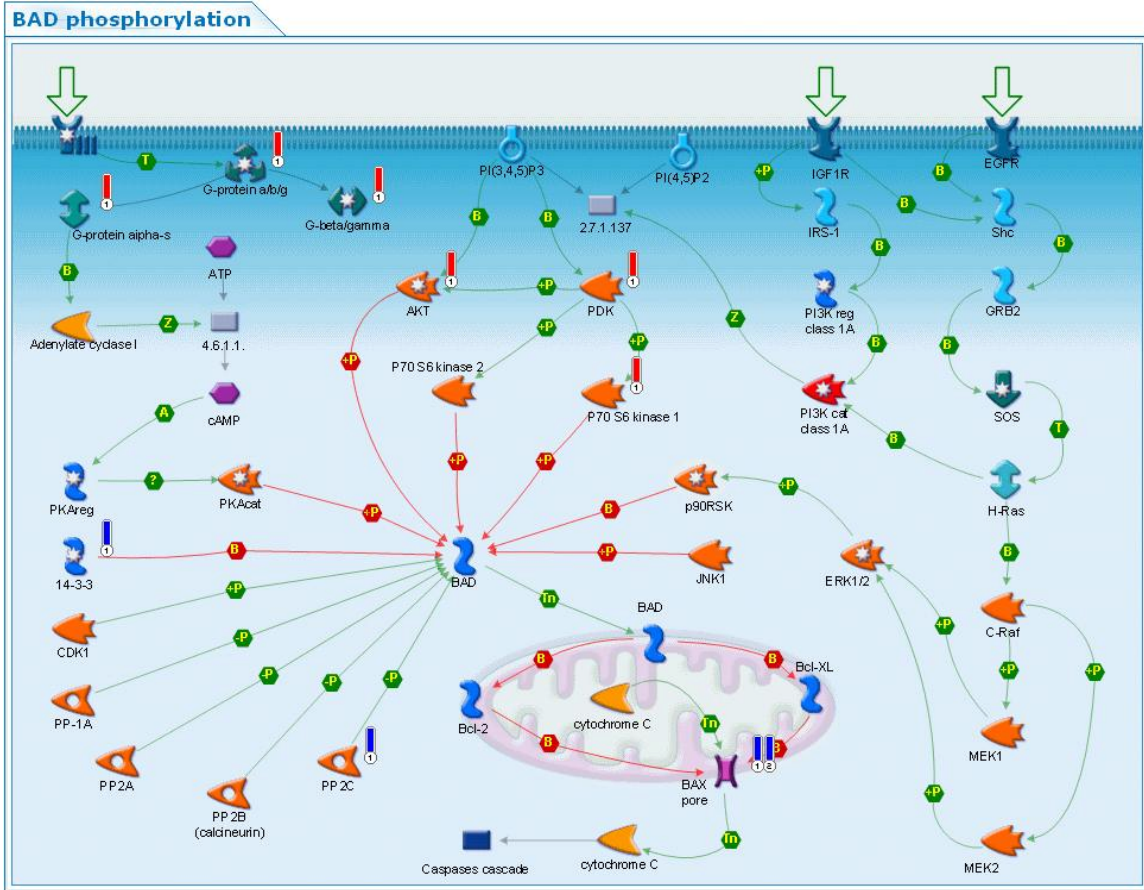 BAD phosphorylation
EGFR
IGF1R
PI(3,4,5)P3
PI(4,5)P2
G-protein a/b/g
G-beta/gamma
G-protein aipha-s
2.7.1.137
IRS-1
Shc
ATP
AKT
PDK
PI3K reg
class 1A
GRB2
Adenylate cyclase I
4.6.1.1.
P70 S6 kinase 2
P70 S6 kinase 1
PI3K cat
class 1A
SOS
cAMP
PKAreg
PKAcat
p90RSK
H-Ras
14-3-3
BAD
JNK1
ERK1/2
BAD
C-Raf
CDK1
Bcl-XL
PP-1A
Bcl-2
cytochrome C
MEK1
PP2A
PP2C
BAX
pore
PP2B
(calcineurin)
Caspases cascade
cytochrome C
MEK2
T
+P
B
B
B
B
B
B
Z
+P
+P
+P
+P
Z
B
B
B
T
A
?
+P
+P
+P
B
+P
+P
B
+P
-P
-P
-P
-P
Tn
B
B
B
B
Tn
Tn
B
+P
+P
+P
+P
1
1
1
1
1
1
1
1
1
2